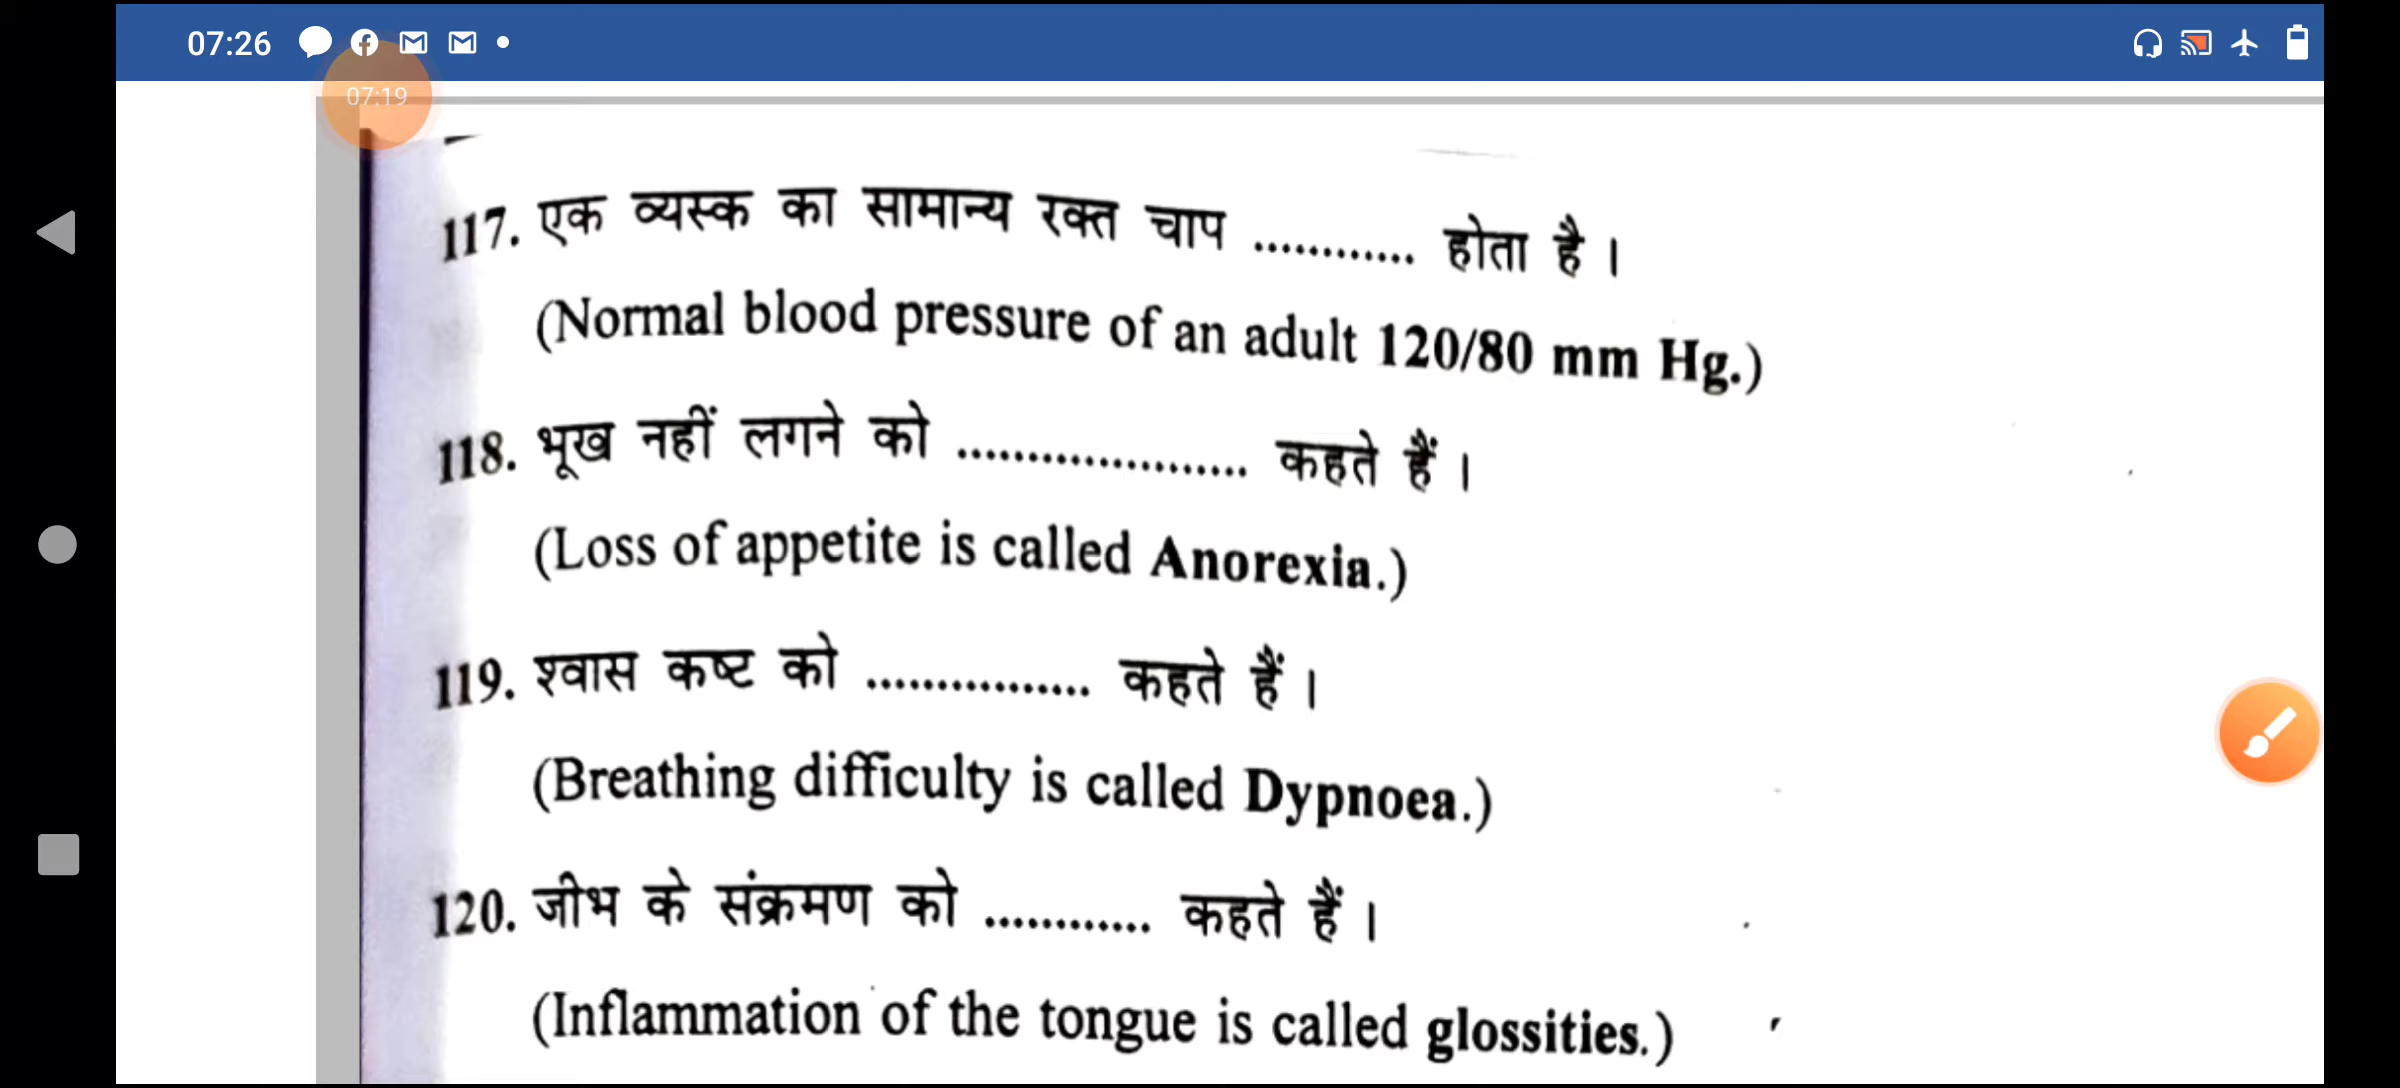 07:26
07:19
117. एक व्यस्क का सामान्य रक्त चाप ............ होता है ।
(Normal blood pressure of an adult 120/80 mm Hg.)
118. भूख नहीं लगने को ..................... कहते हैं ।
(Loss of appetite is called Anorexia.)
119. श्वास कष्ट को ................ कहते हैं ।
(Breathing difficulty is called Dypnoea.)
120. जीभ के संक्रमण को ............ कहते हैं ।
(Inflammation of the tongue is called glossities.)